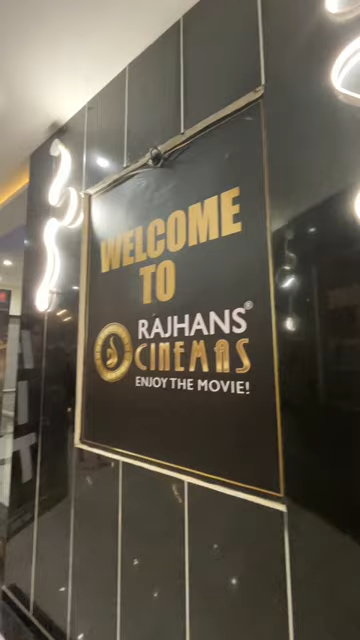 WELCOME
TO
RAJHANS®
CINEMAS
ENJOY THE MOVIE!